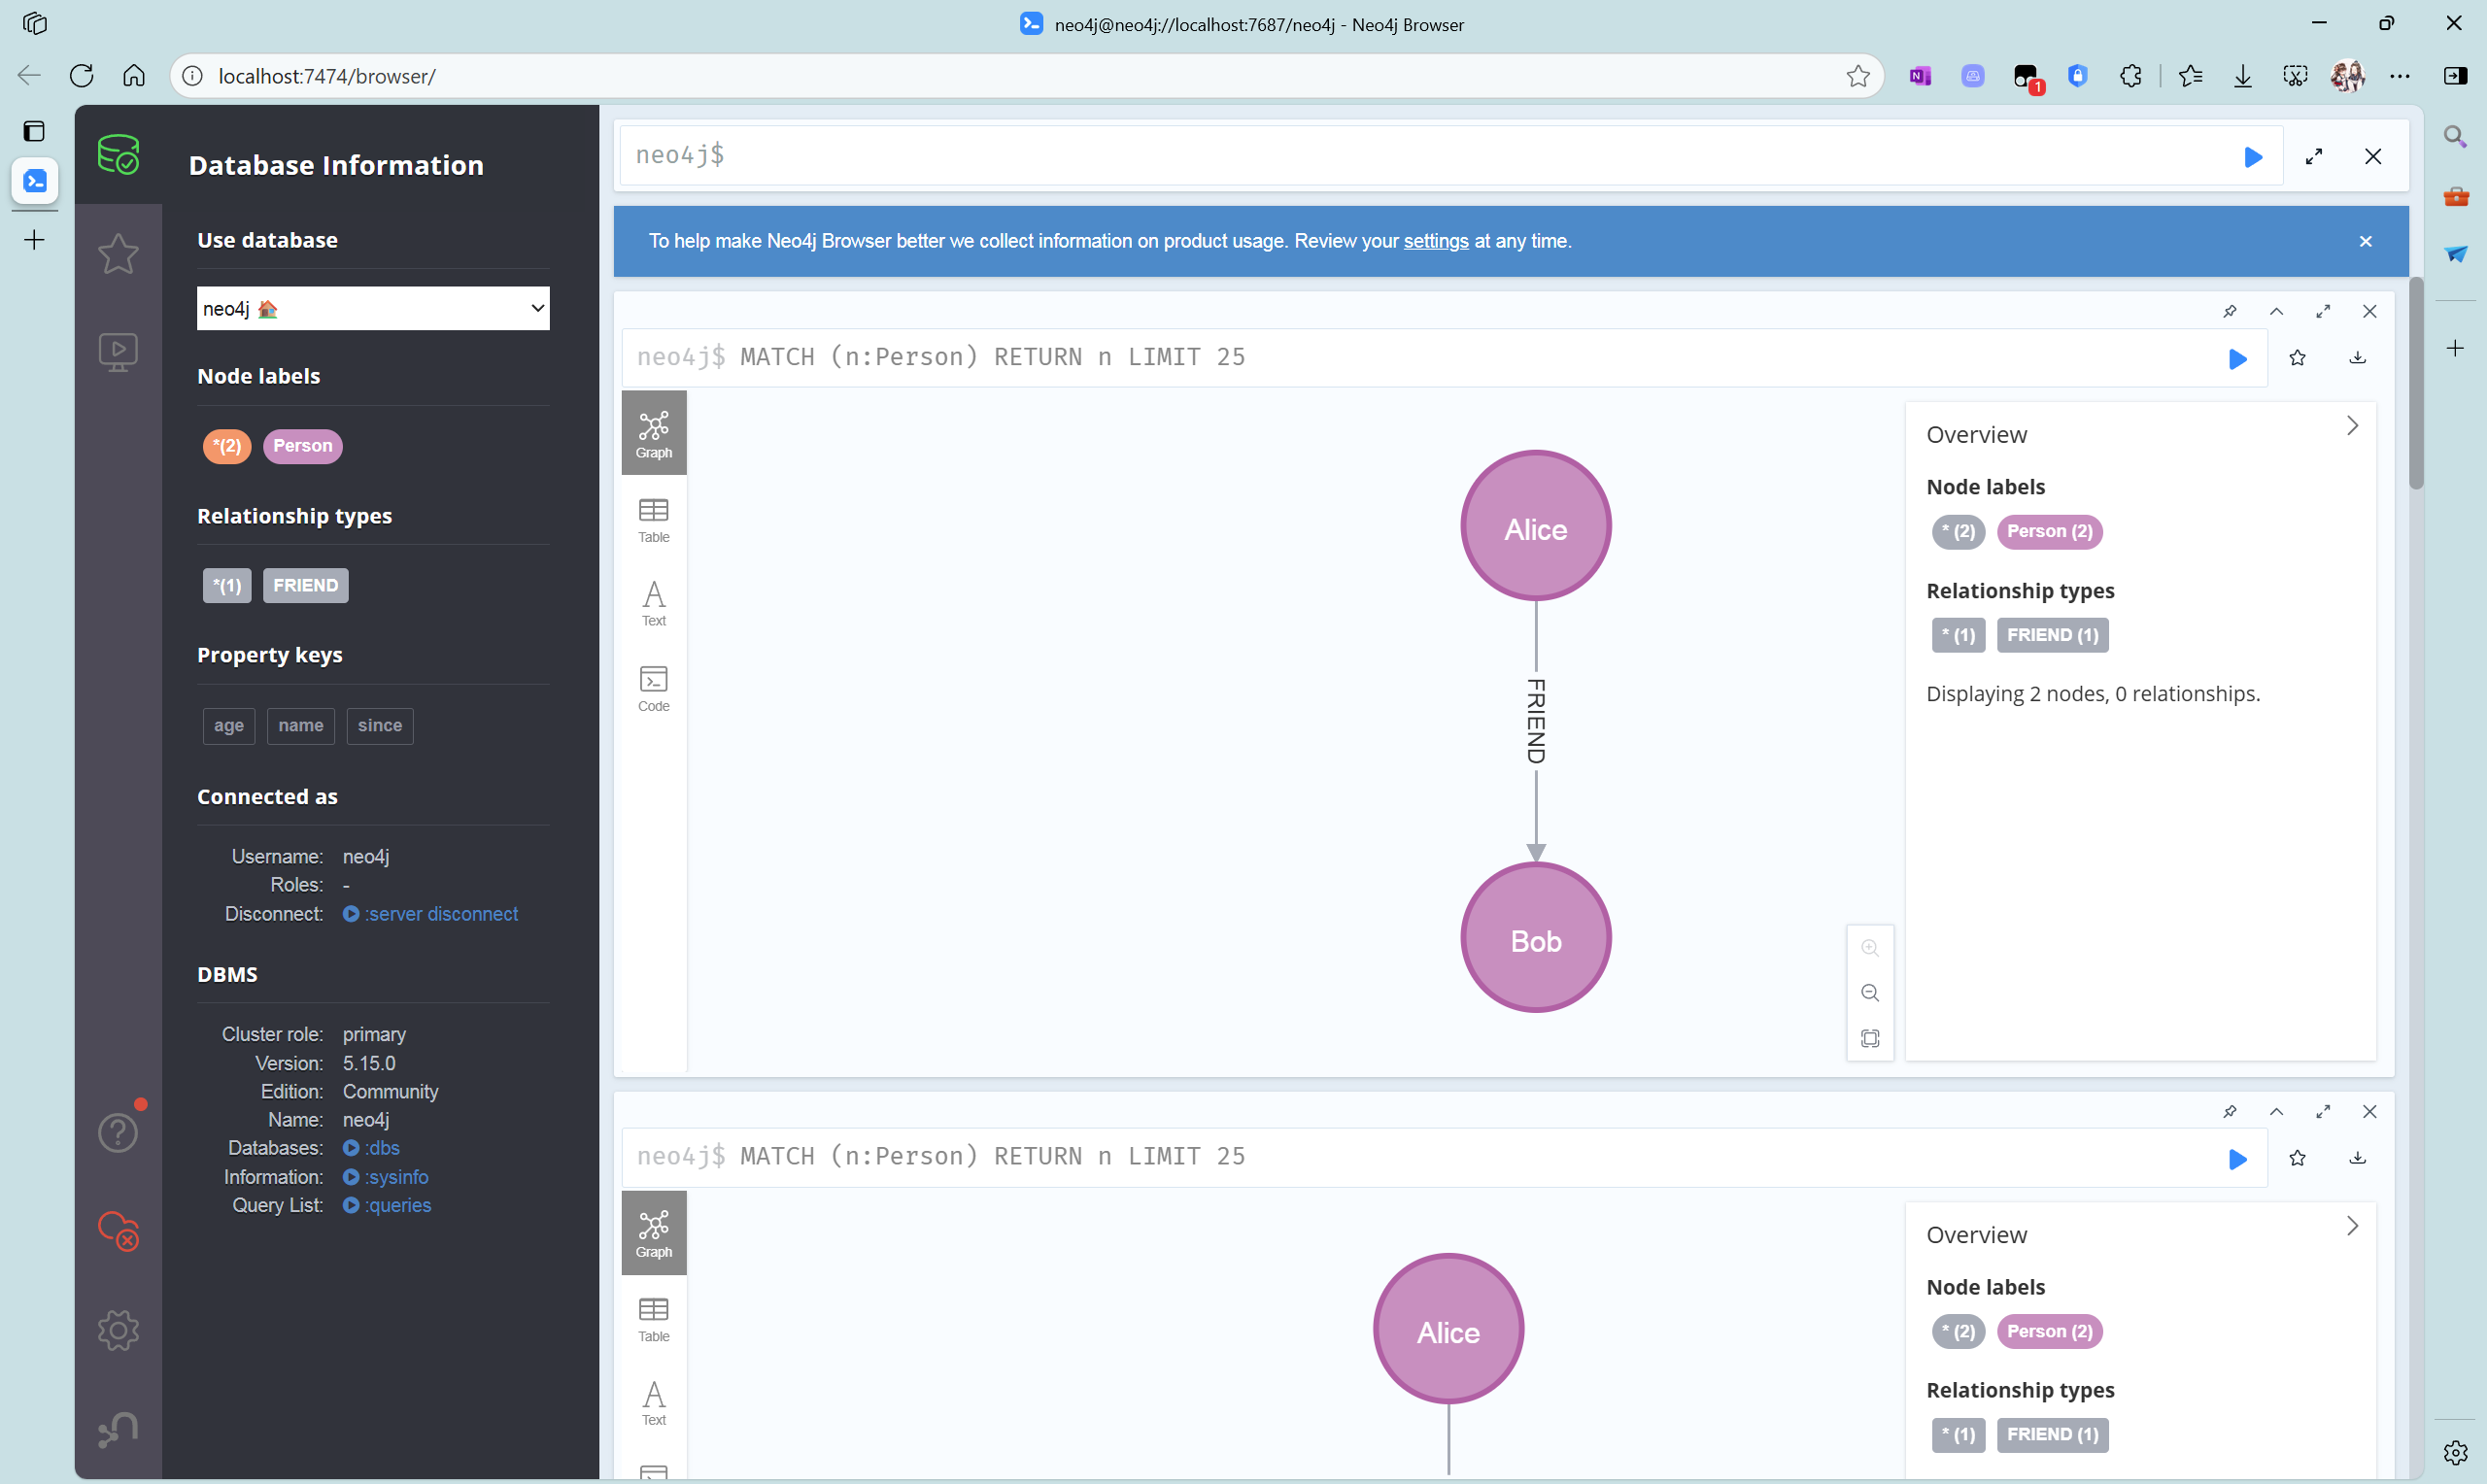 neo4j@neo4j://localhost:7687/neo4j - Neo4j Browser
localhost:7474/browser/
N
1
Database Information
Use database
neo4j
Node labels
*(2) Person
Relationship types
*(1) FRIEND
Property keys
age name since
Connected as
Username: neo4j
Roles: -
Disconnect: :server disconnect
DBMS
Cluster role: primary
Version: 5.15.0
Edition: Community
Name: neo4j
Databases: :dbs
Information: :sysinfo
Query List: :queries
neo4j$
To help make Neo4j Browser better we collect information on product usage. Review your settings at any time.
neo4j$ MATCH (n:Person) RETURN n LIMIT 25
Graph
Table
Text
Code
Alice
FRIEND
Bob
Overview
Node labels
* (2) Person (2)
Relationship types
* (1) FRIEND (1)
Displaying 2 nodes, 0 relationships.
neo4j$ MATCH (n:Person) RETURN n LIMIT 25
Graph
Table
Text
Alice
Overview
Node labels
* (2) Person (2)
Relationship types
* (1) FRIEND (1)